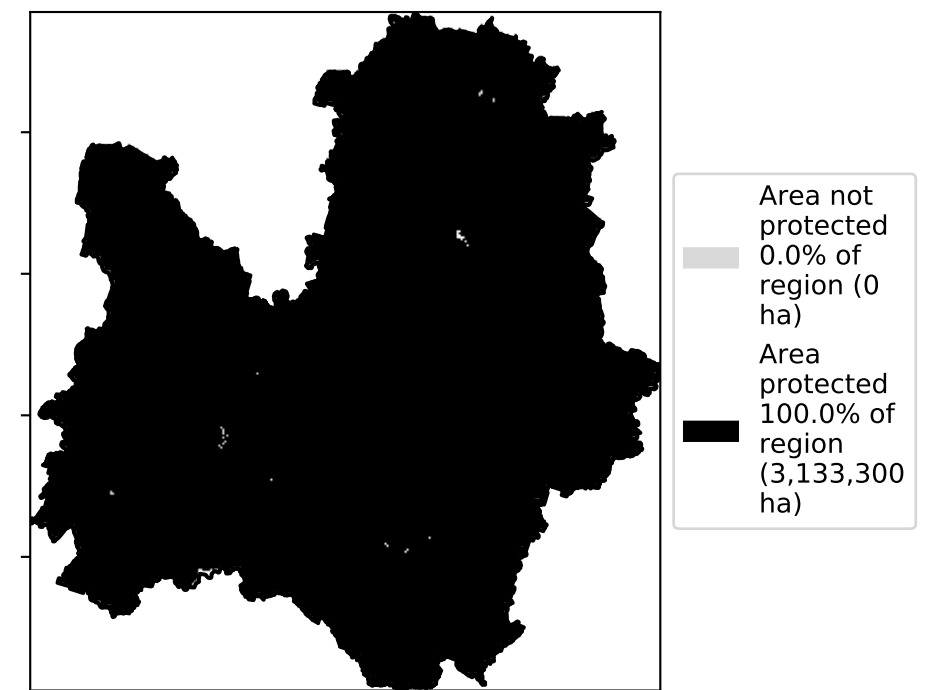 Area not
protected
0.0% of
region (0
ha)
Area
protected
100.0% of
region
(3,133,300
ha)